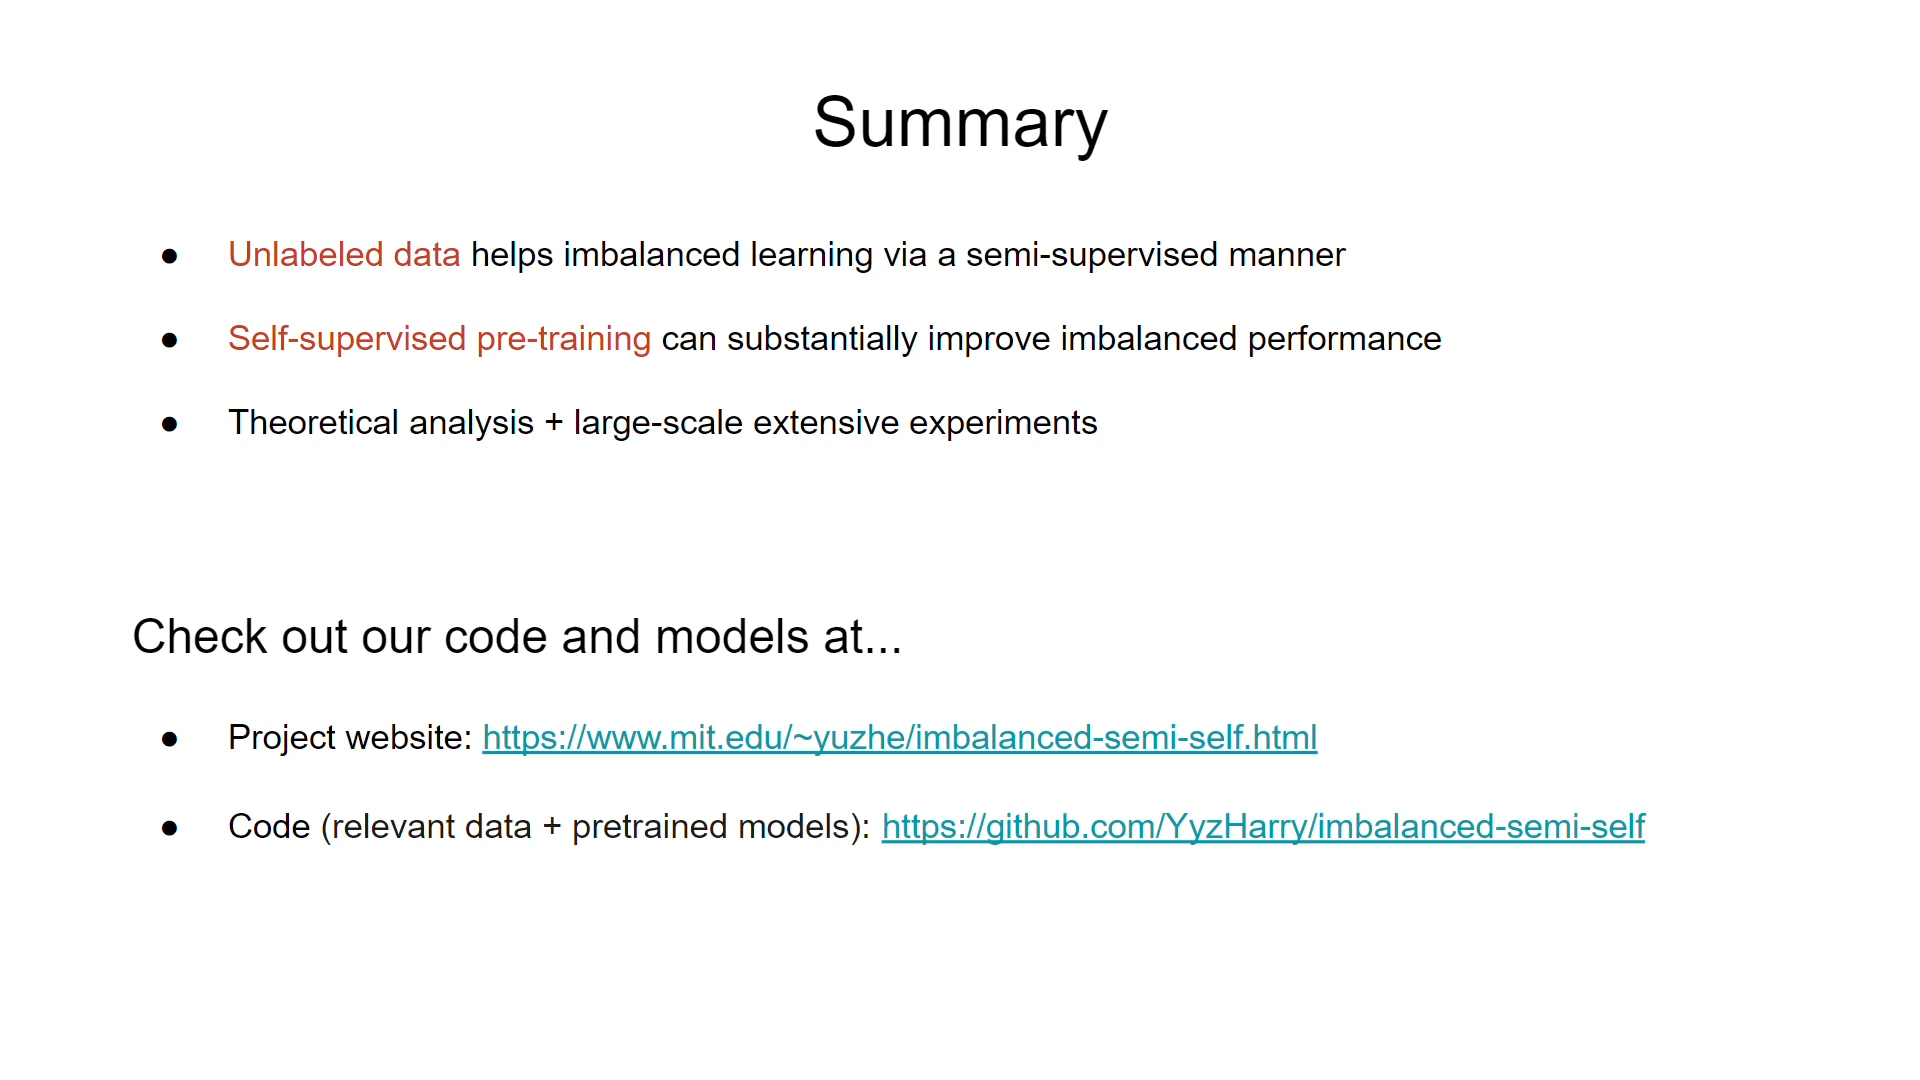 Summary
● Unlabeled data helps imbalanced learning via a semi-supervised manner
● Self-supervised pre-training can substantially improve imbalanced performance
● Theoretical analysis + large-scale extensive experiments
Check out our code and models at...
● Project website: https://www.mit.edu/~yuzhe/imbalanced-semi-self.html
● Code (relevant data + pretrained models): https://github.com/YyzHarry/imbalanced-semi-self